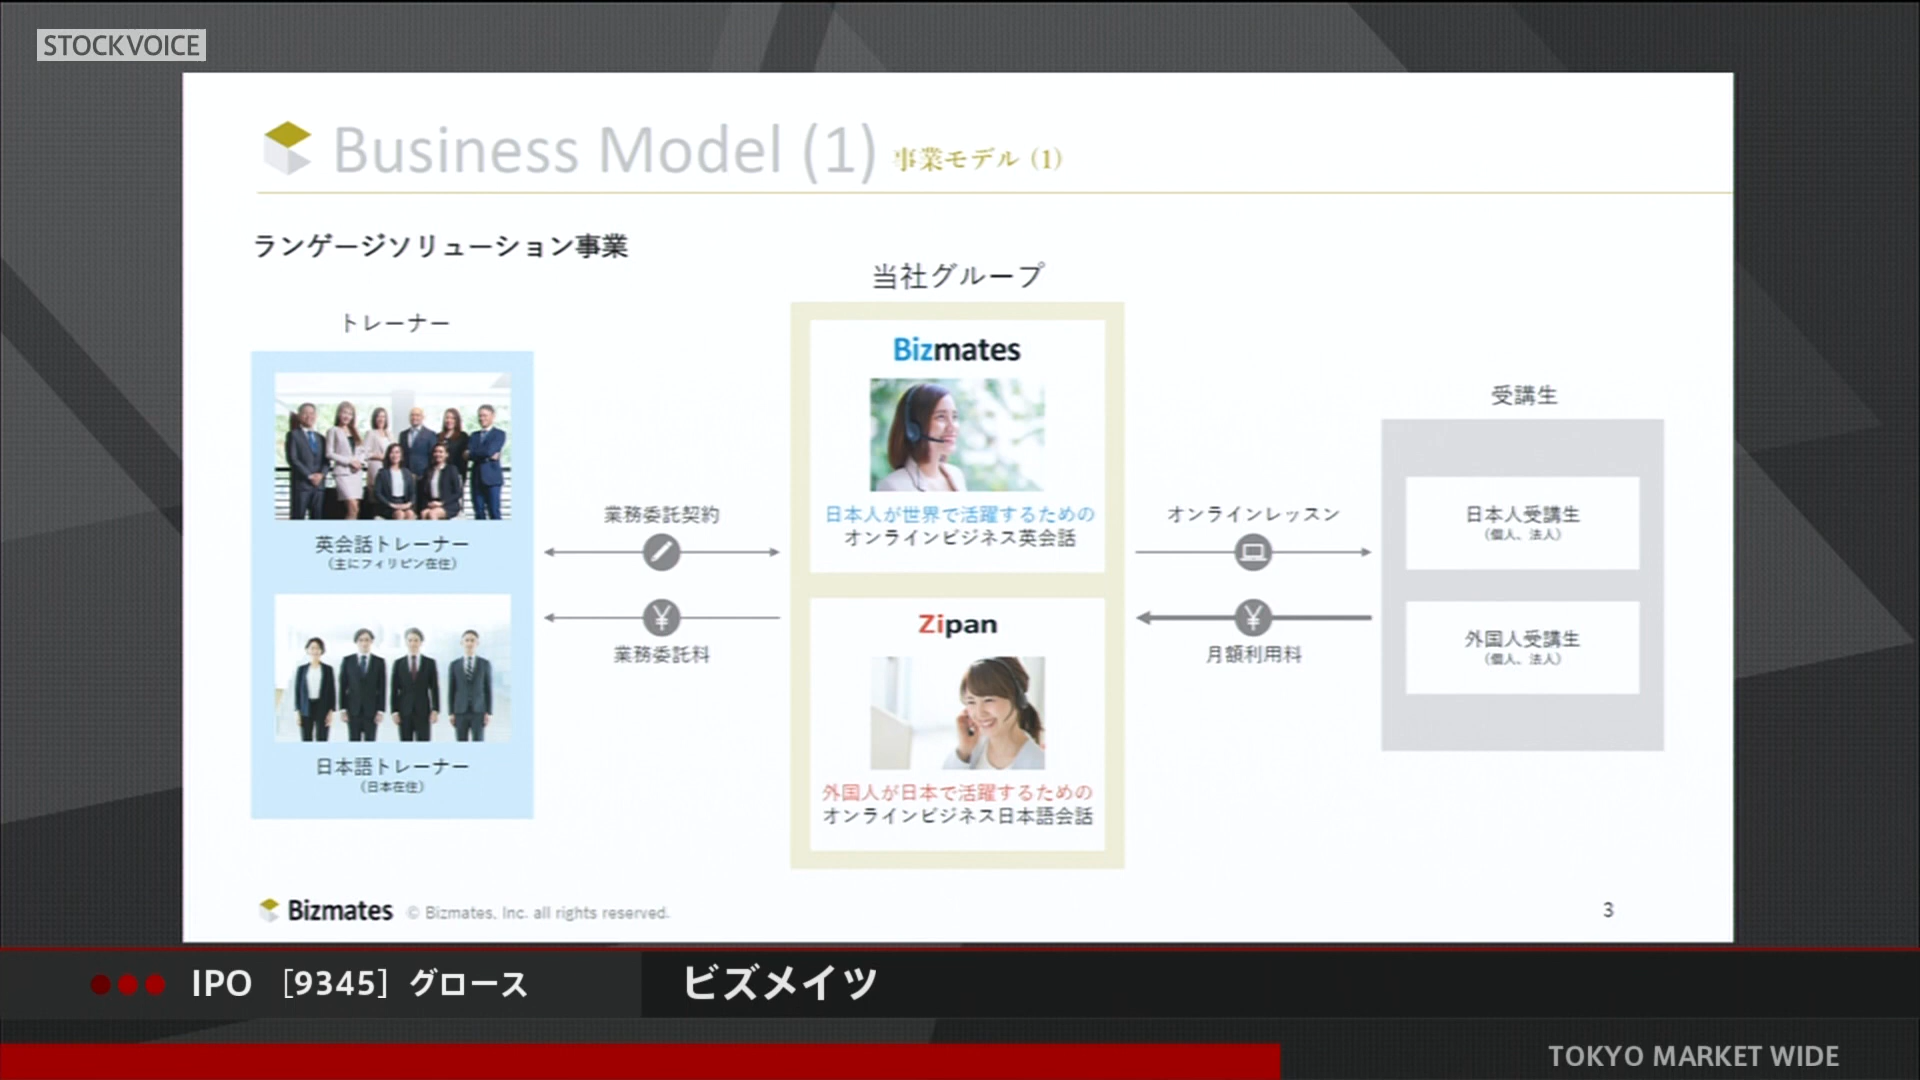 STOCKVOICE
Business Model (1) 事業モデル (1)
ランゲージソリューション事業
トレーナー
英会話トレーナー
(主にフィリピン在住)
日本語トレーナー
(日本在住)
業務委託契約
¥
業務委託料
当社グループ
Bizmates
日本人が世界で活躍するための
オンラインビジネス英会話
Zipan
外国人が日本で活躍するための
オンラインビジネス日本語会話
オンラインレッスン
¥
月額利用料
受講生
日本人受講生
(個人、法人)
外国人受講生
(個人、法人)
Bizmates © Bizmates, Inc. all rights reserved.
3
IPO [9345] グロース
ビズメイツ
TOKYO MARKET WIDE